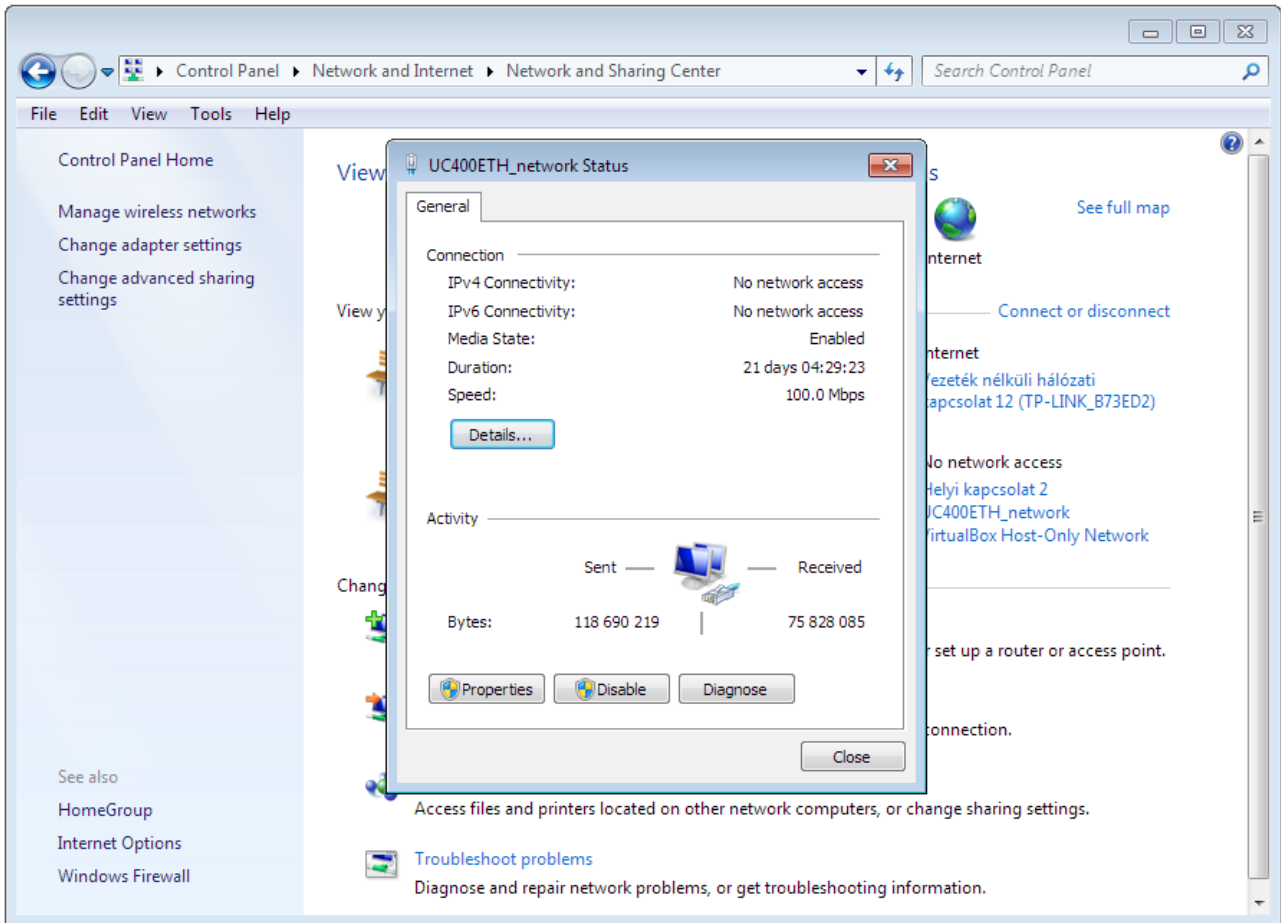 Control Panel Network and Internet Network and Sharing Center
Search Control Panel
File Edit View Tools Help
Control Panel Home
Manage wireless networks
Change adapter settings
Change advanced sharing
settings
See also
HomeGroup
Internet Options
Windows Firewall
View
s
See full map
nternet
View y
Connect or disconnect
nternet
ezeték nélküli hálózati
apcsolat 12 (TP-LINK_B73ED2)
No network access
Helyi kapcsolat 2
UC400ETH_network
VirtualBox Host-Only Network
Chang
r set up a router or access point.
connection.
Access files and printers located on other network computers, or change sharing settings.
Troubleshoot problems
Diagnose and repair network problems, or get troubleshooting information.
UC400ETH_network Status
General
Connection
IPv4 Connectivity: No network access
IPv6 Connectivity: No network access
Media State: Enabled
Duration: 21 days 04:29:23
Speed: 100.0 Mbps
Details...
Activity
Sent Received
Bytes: 118 690 219 75 828 085
Properties Disable Diagnose
Close